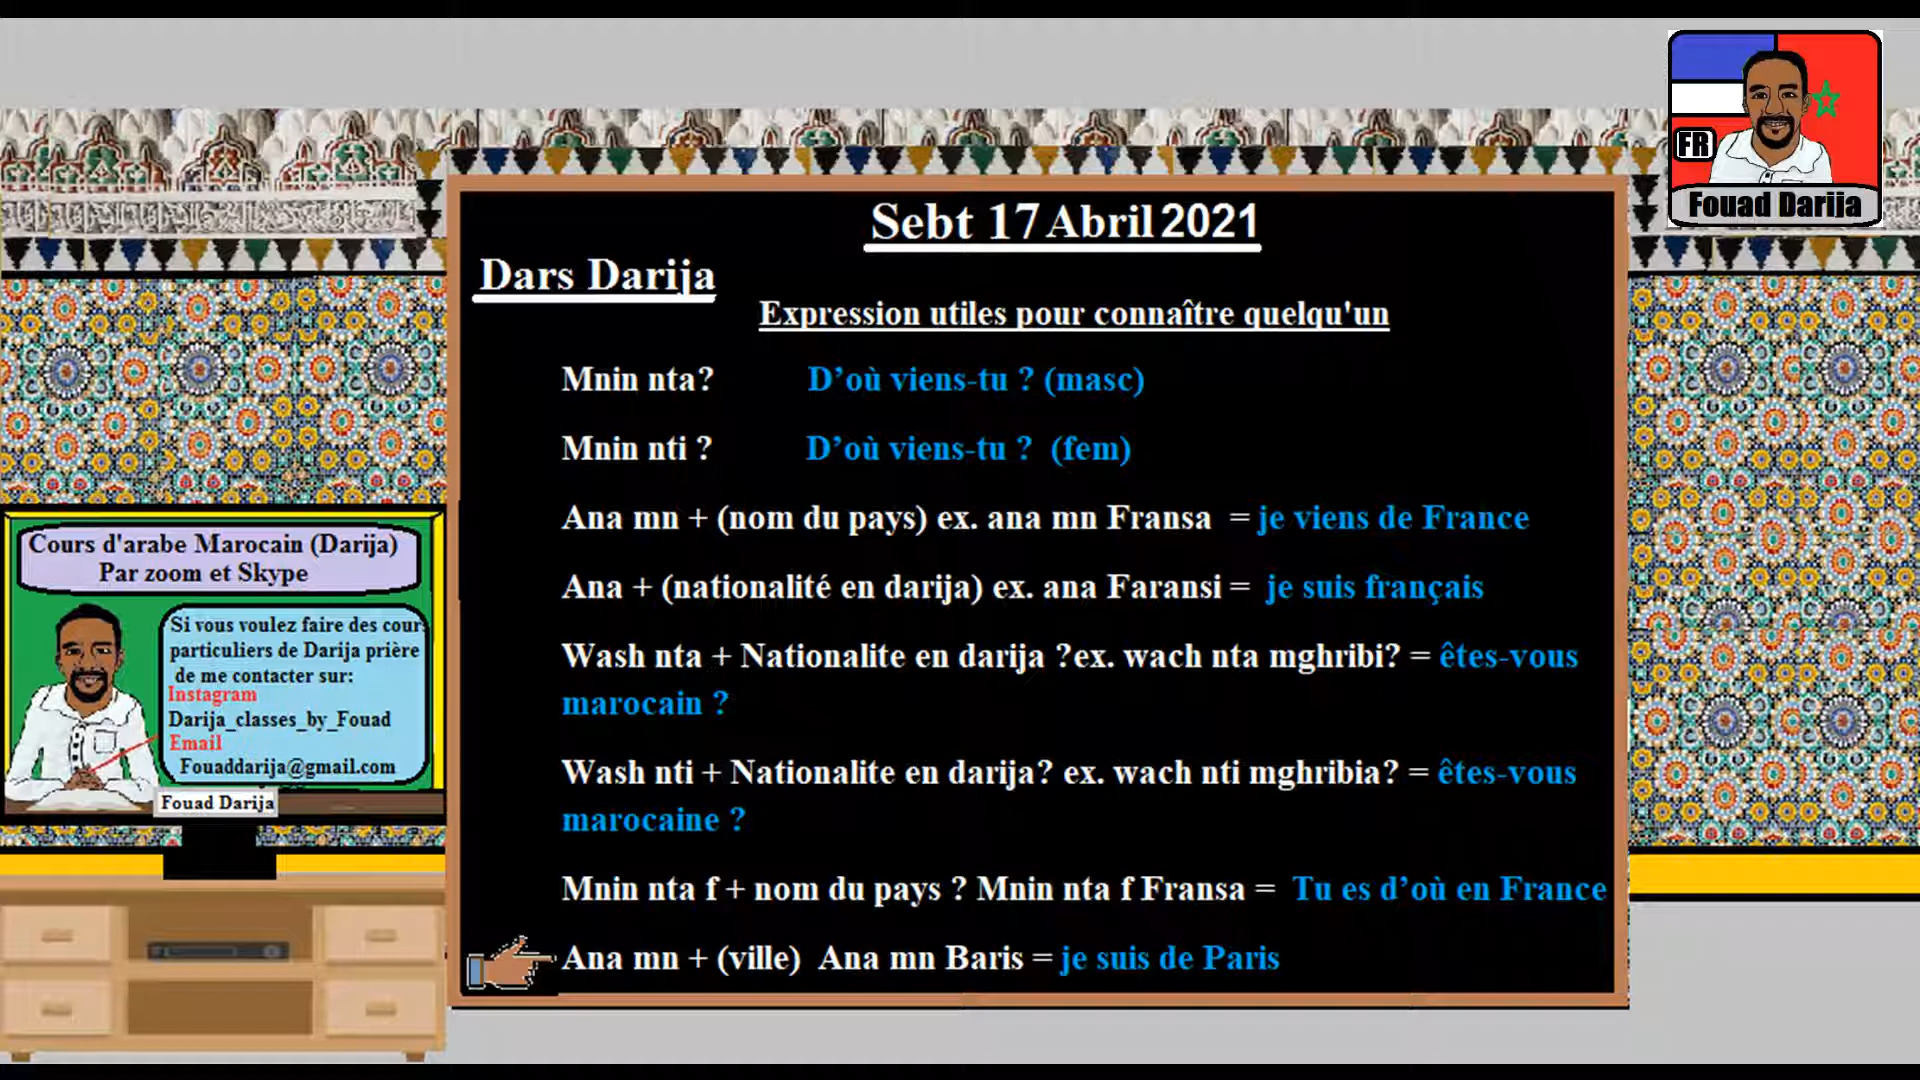 FR
Fouad Darija
Sebt 17 Abril 2021
Dars Darija
Expression utiles pour connaître quelqu'un
Mnin nta? D’où viens-tu ? (masc)
Mnin nti ? D’où viens-tu ? (fem)
Ana mn + (nom du pays) ex. ana mn Fransa = je viens de France
Ana + (nationalité en darija) ex. ana Faransi = je suis français
Wash nta + Nationalite en darija ?ex. wach nta mghribi? = êtes-vous
marocain ?
Wash nti + Nationalite en darija? ex. wach nti mghribia? = êtes-vous
marocaine ?
Mnin nta f + nom du pays ? Mnin nta f Fransa = Tu es d’où en France
Ana mn + (ville) Ana mn Baris = je suis de Paris
Cours d'arabe Marocain (Darija)
Par zoom et Skype
Si vous voulez faire des cour
particuliers de Darija prière
de me contacter sur:
Instagram
Darija_classes_by_Fouad
Email
Fouaddarija@gmail.com
Fouad Darija